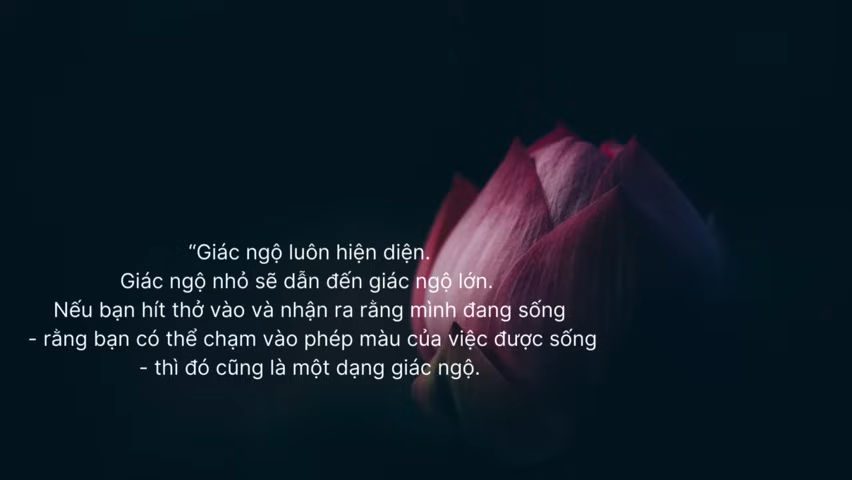 “Giác ngộ luôn hiện diện.
Giác ngộ nhỏ sẽ dẫn đến giác ngộ lớn.
Nếu bạn hít thở vào và nhận ra rằng mình đang sống
- rằng bạn có thể chạm vào phép màu của việc được sống
- thì đó cũng là một dạng giác ngộ.